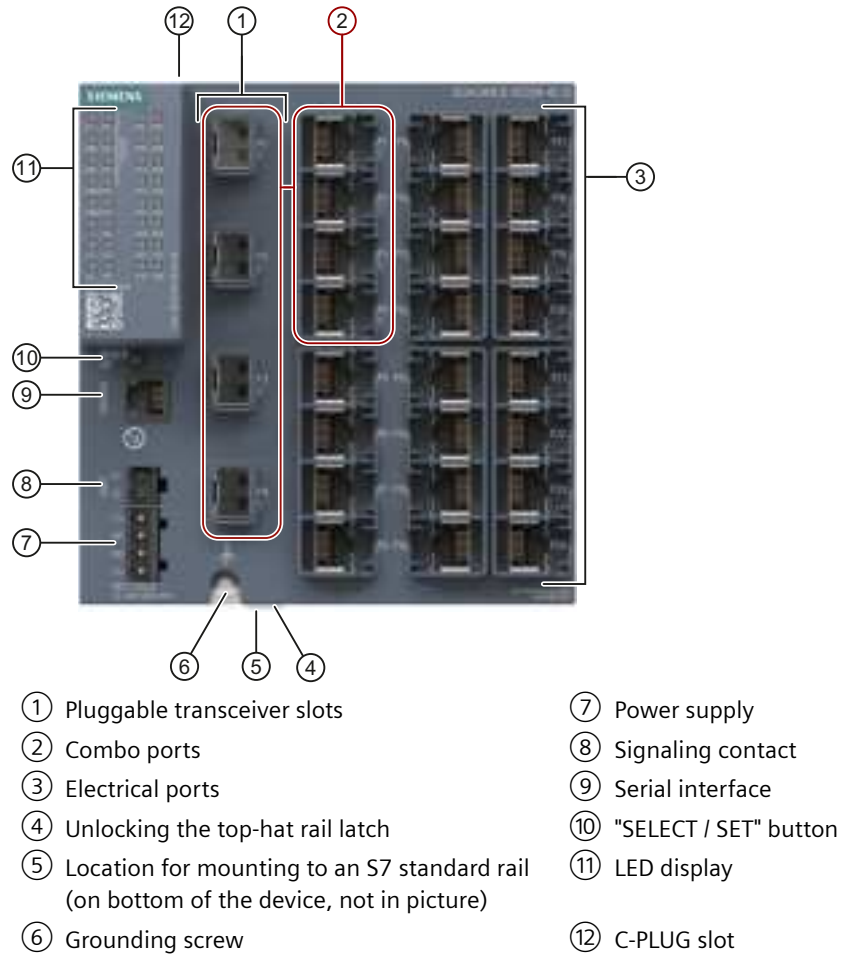 ⑫ ① ②
SIEMENS
⑪
③
⑩
⑨
⑧
⑦
⑥ ⑤ ④
① Pluggable transceiver slots
② Combo ports
③ Electrical ports
④ Unlocking the top-hat rail latch
⑤ Location for mounting to an S7 standard rail
(on bottom of the device, not in picture)
⑥ Grounding screw
⑦ Power supply
⑧ Signaling contact
⑨ Serial interface
⑩ "SELECT / SET" button
⑪ LED display
⑫ C-PLUG slot